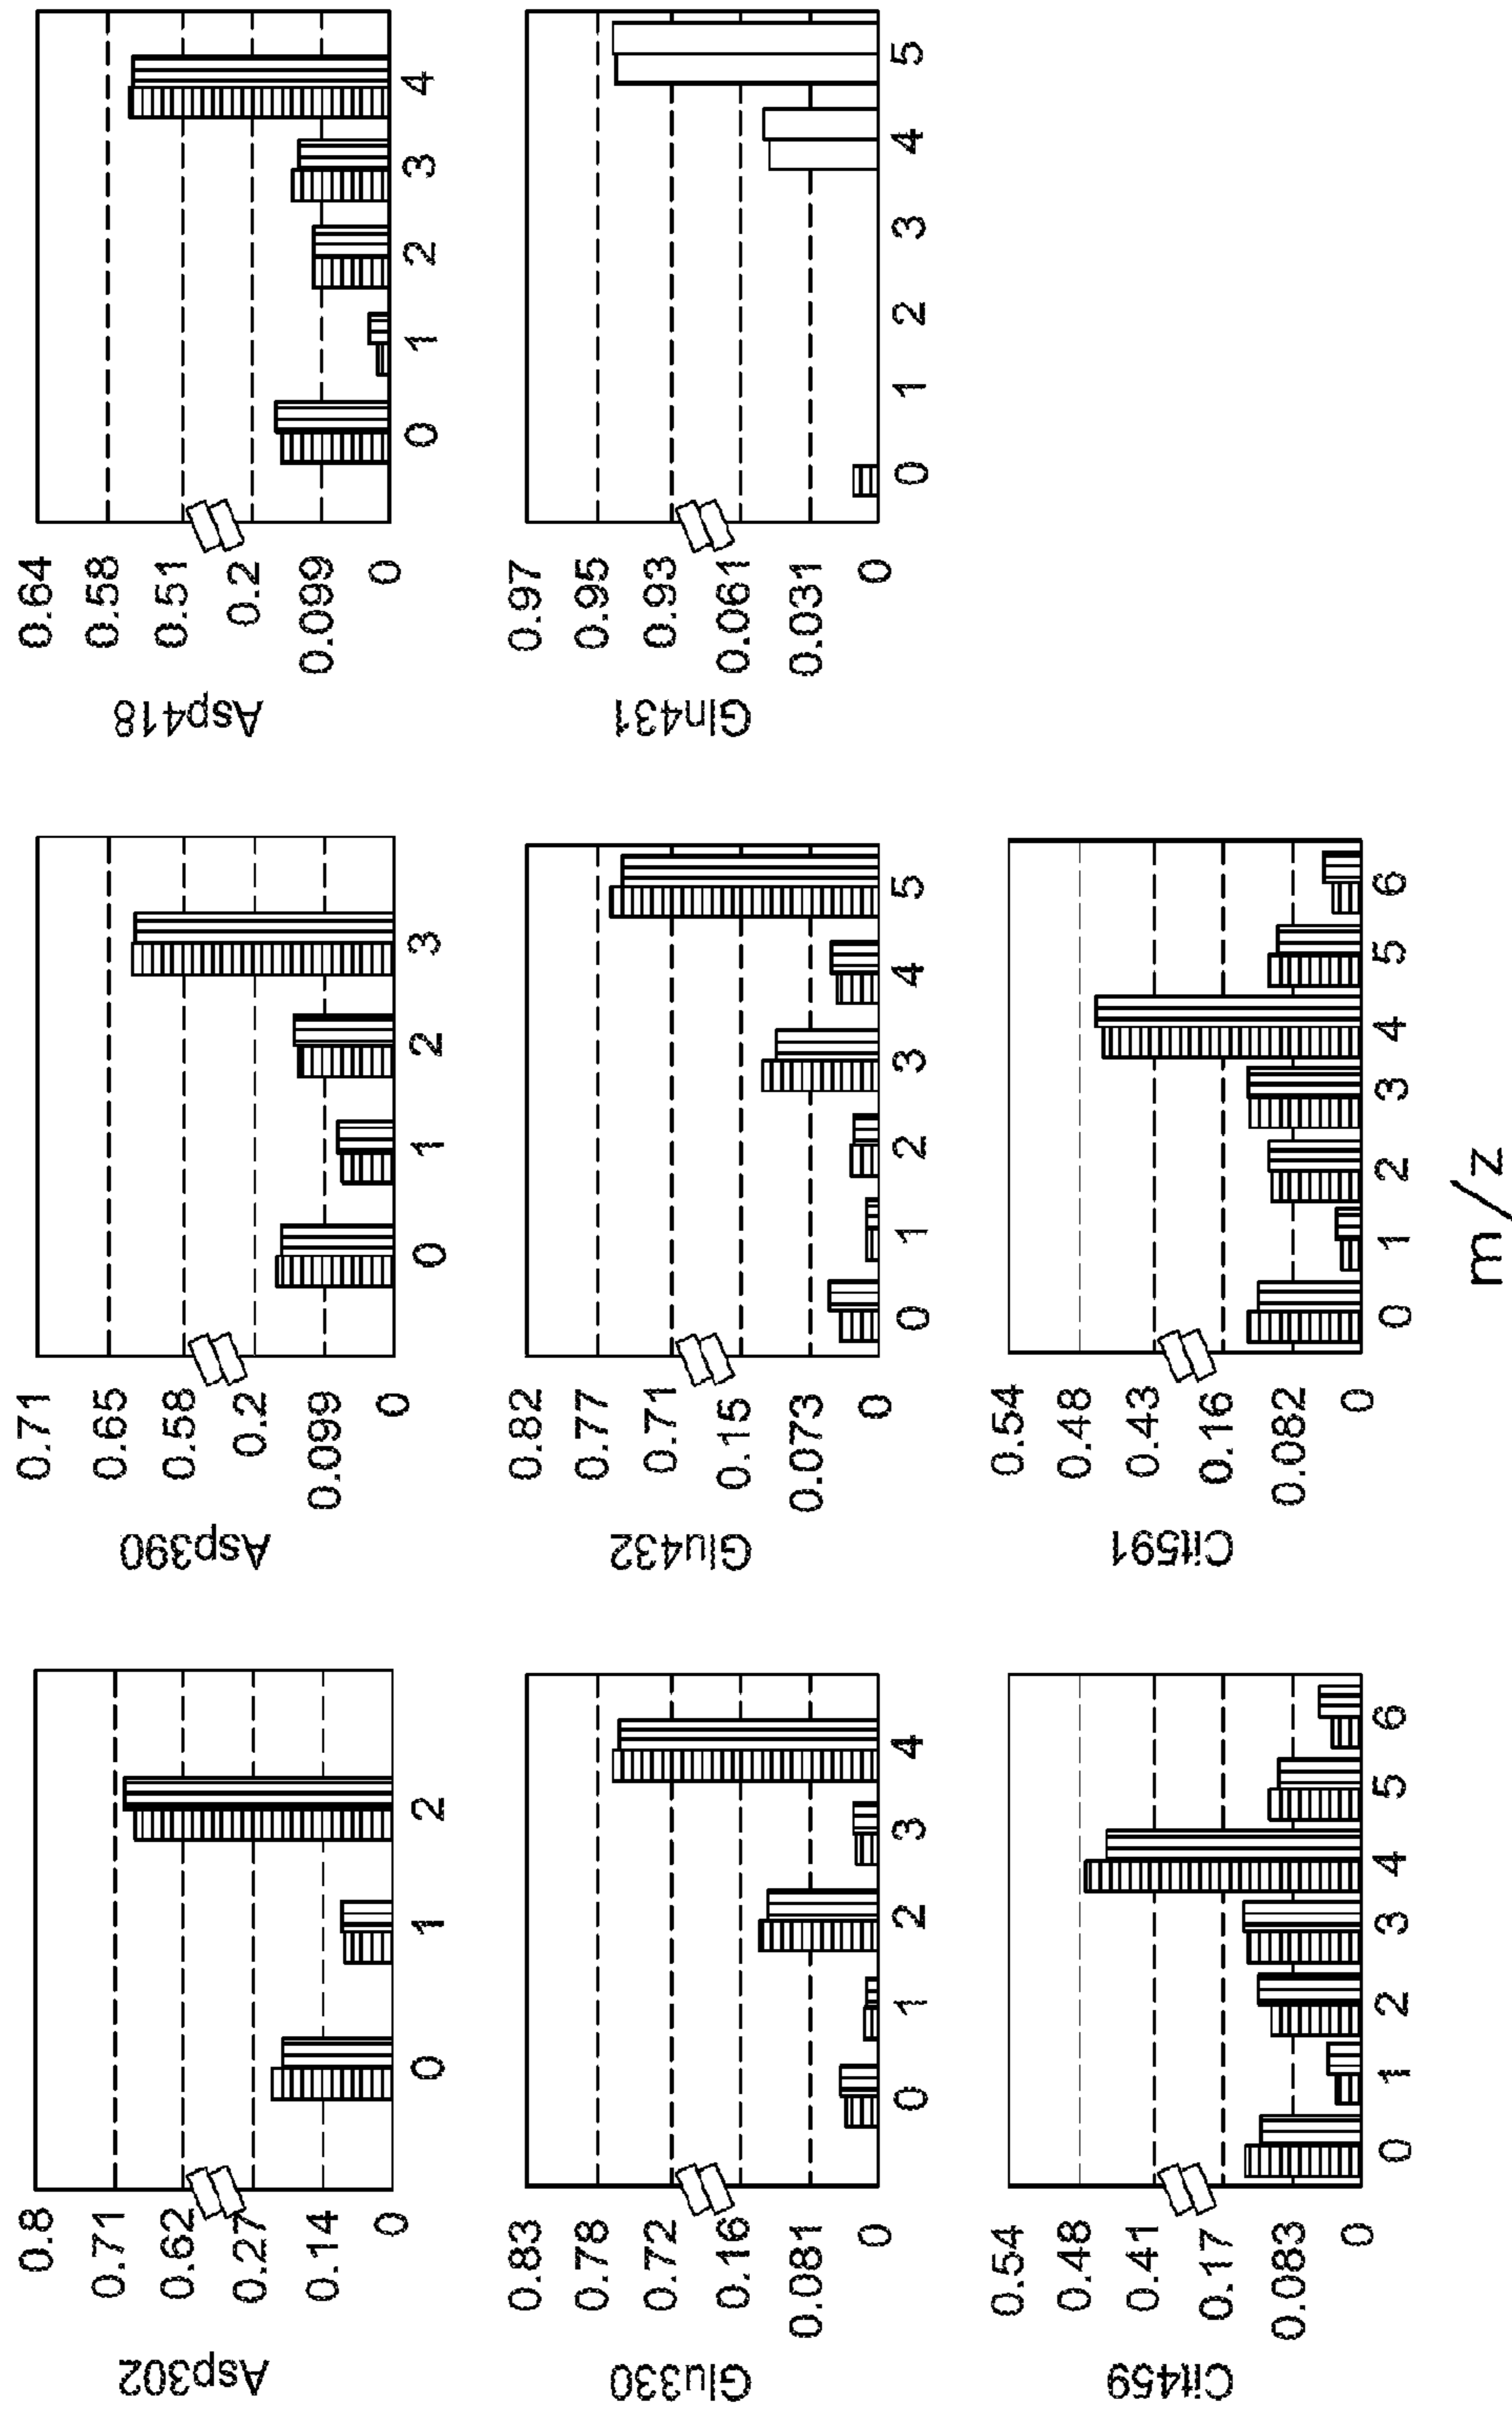 Asp302
0.8
0.71
0.62
0.27
0.14
0
0 1 2
Asp390
0.71
0.65
0.58
0.2
0.099
0
0 1 2 3
Asp418
0.64
0.58
0.51
0.2
0.099
0
0 1 2 3 4
Glu330
0.83
0.78
0.72
0.16
0.081
0
0 1 2 3 4
Glu432
0.82
0.77
0.71
0.15
0.073
0
0 1 2 3 4 5
Gln431
0.97
0.95
0.93
0.061
0.031
0
0 1 2 3 4 5
Cit459
0.54
0.48
0.41
0.17
0.083
0
0 1 2 3 4 5 6
Cit591
0.54
0.48
0.43
0.16
0.082
0
0 1 2 3 4 5 6
m/z